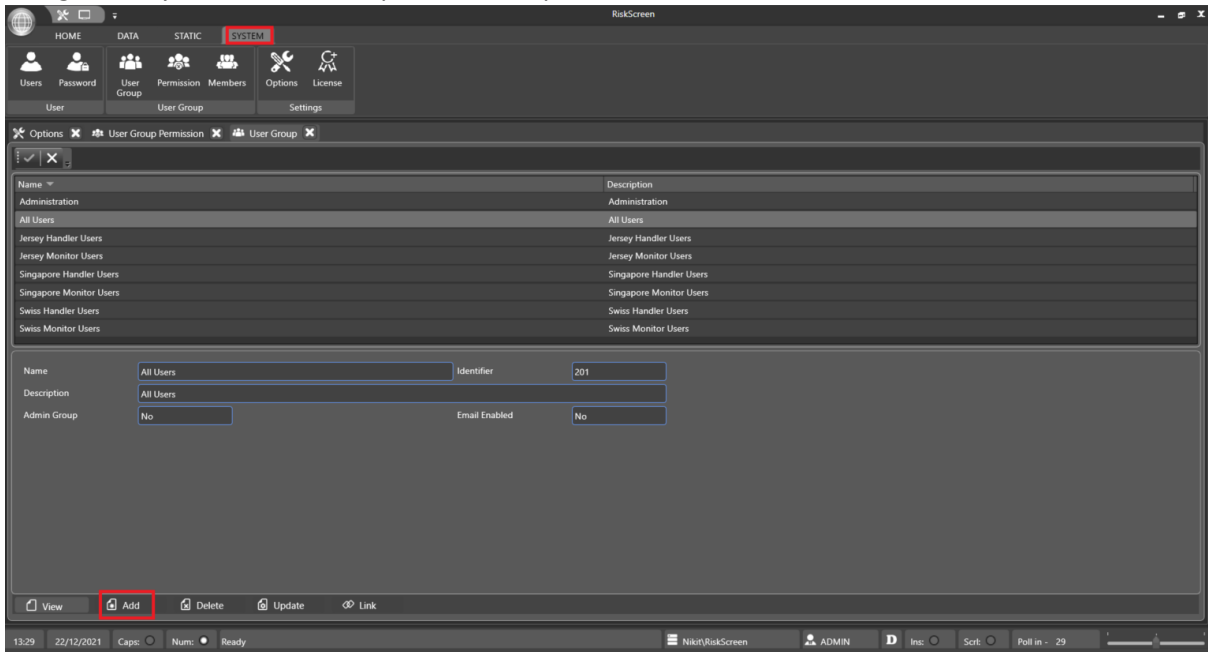 RiskScreen
HOME DATA STATIC SYSTEM
Users Password User Group Permission Members Options License
User User Group Settings
Options User Group Permission User Group
Name Description
Administration Administration
All Users All Users
Jersey Handler Users Jersey Handler Users
Jersey Monitor Users Jersey Monitor Users
Singapore Handler Users Singapore Handler Users
Singapore Monitor Users Singapore Monitor Users
Swiss Handler Users Swiss Handler Users
Swiss Monitor Users Swiss Monitor Users
Name All Users Identifier 201
Description All Users
Admin Group No Email Enabled No
View Add Delete Update Link
13:29 22/12/2021 Caps: Num: Ready Nikit\RiskScreen ADMIN D Ins: Scrl: Poll in - 29